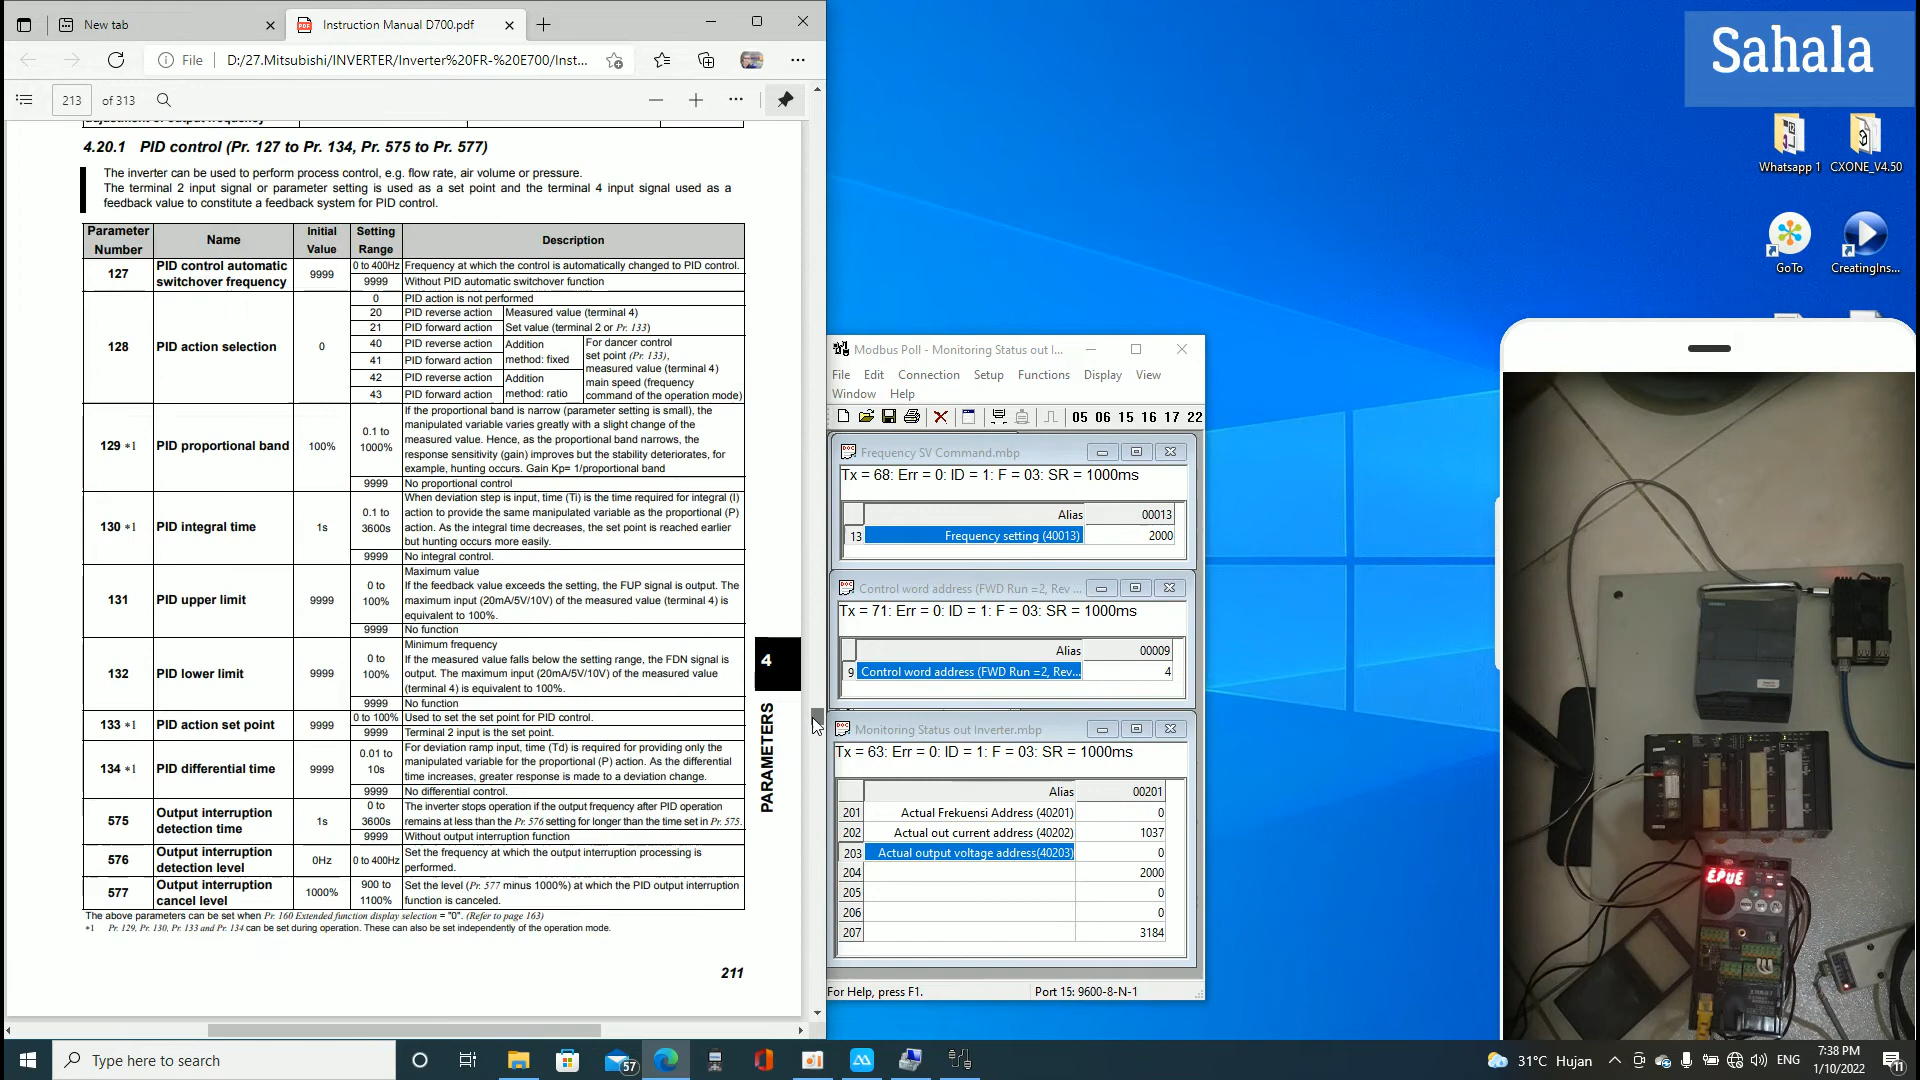 New tab
Instruction Manual D700.pdf
File
D:/27.Mitsubishi/INVERTER/Inverter%20FR-%20E700/Inst...
213 of 313
4.20.1 PID control (Pr. 127 to Pr. 134, Pr. 575 to Pr. 577)
The inverter can be used to perform process control, e.g. flow rate, air volume or pressure.
The terminal 2 input signal or parameter setting is used as a set point and the terminal 4 input signal used as a
feedback value to constitute a feedback system for PID control.
Parameter Number Name Initial Value Setting Range Description
127 PID control automatic switchover frequency 9999 0 to 400Hz Frequency at which the control is automatically changed to PID control.
9999 Without PID automatic switchover function
128 PID action selection 0
0 PID action is not performed
20 PID reverse action Measured value (terminal 4)
21 PID forward action Set value (terminal 2 or Pr. 133)
40 PID reverse action Addition method: fixed
41 PID forward action
42 PID reverse action Addition method: ratio
43 PID forward action
For dancer control
set point (Pr. 133),
measured value (terminal 4)
main speed (frequency
command of the operation mode)
129 *1 PID proportional band 100% 0.1 to 1000%
If the proportional band is narrow (parameter setting is small), the
manipulated variable varies greatly with a slight change of the
measured value. Hence, as the proportional band narrows, the
response sensitivity (gain) improves but the stability deteriorates, for
example, hunting occurs. Gain Kp= 1/proportional band
9999 No proportional control
130 *1 PID integral time 1s 0.1 to 3600s
When deviation step is input, time (Ti) is the time required for integral (I)
action to provide the same manipulated variable as the proportional (P)
action. As the integral time decreases, the set point is reached earlier
but hunting occurs more easily.
9999 No integral control.
131 PID upper limit 9999 0 to 100%
Maximum value
If the feedback value exceeds the setting, the FUP signal is output. The
maximum input (20mA/5V/10V) of the measured value (terminal 4) is
equivalent to 100%.
9999 No function
132 PID lower limit 9999 0 to 100%
Minimum frequency
If the measured value falls below the setting range, the FDN signal is
output. The maximum input (20mA/5V/10V) of the measured value
(terminal 4) is equivalent to 100%.
9999 No function
133 *1 PID action set point 9999 0 to 100% Used to set the set point for PID control.
9999 Terminal 2 input is the set point.
134 *1 PID differential time 9999 0.01 to 10s
For deviation ramp input, time (Td) is required for providing only the
manipulated variable for the proportional (P) action. As the differential
time increases, greater response is made to a deviation change.
9999 No differential control.
575 Output interruption detection time 1s 0 to 3600s
The inverter stops operation if the output frequency after PID operation
remains at less than the Pr. 576 setting for longer than the time set in Pr. 575.
9999 Without output interruption function
576 Output interruption detection level 0Hz 0 to 400Hz
Set the frequency at which the output interruption processing is
performed.
577 Output interruption cancel level 1000% 900 to 1100%
Set the level (Pr. 577 minus 1000%) at which the PID output interruption
function is canceled.
The above parameters can be set when Pr. 160 Extended function display selection = "0". (Refer to page 163)
*1 Pr. 129, Pr. 130, Pr. 133 and Pr. 134 can be set during operation. These can also be set independently of the operation mode.
211
4
PARAMETERS
Modbus Poll - Monitoring Status out I...
File Edit Connection Setup Functions Display View
Window Help
05 06 15 16 17 22
Frequency SV Command.mbp
Tx = 68: Err = 0: ID = 1: F = 03: SR = 1000ms
Alias 00013
13 Frequency setting (40013) 2000
Control word address (FWD Run =2, Rev ...
Tx = 71: Err = 0: ID = 1: F = 03: SR = 1000ms
Alias 00009
9 Control word address (FWD Run =2, Rev... 4
Monitoring Status out Inverter.mbp
Tx = 63: Err = 0: ID = 1: F = 03: SR = 1000ms
Alias 00201
201 Actual Frekuensi Address (40201) 0
202 Actual out current address (40202) 1037
203 Actual output voltage address(40203) 0
204 2000
205 0
206 0
207 3184
For Help, press F1.
Port 15: 9600-8-N-1
Sahala
Whatsapp 1
CXONE_V4.50
GoTo
CreatingIns...
E.PUE
Type here to search
57
31°C Hujan
ENG
7:38 PM
1/10/2022
11